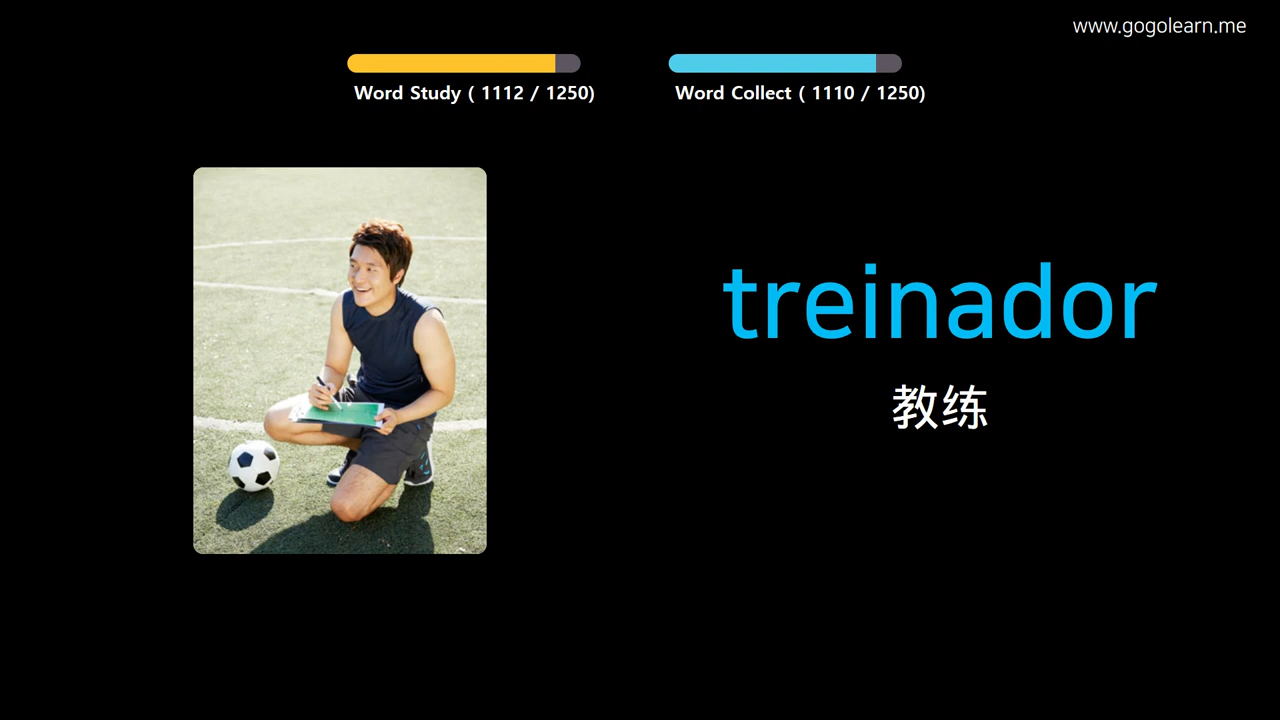 www.gogolearn.me
Word Study ( 1112 / 1250)
Word Collect ( 1110 / 1250)
treinador
教练